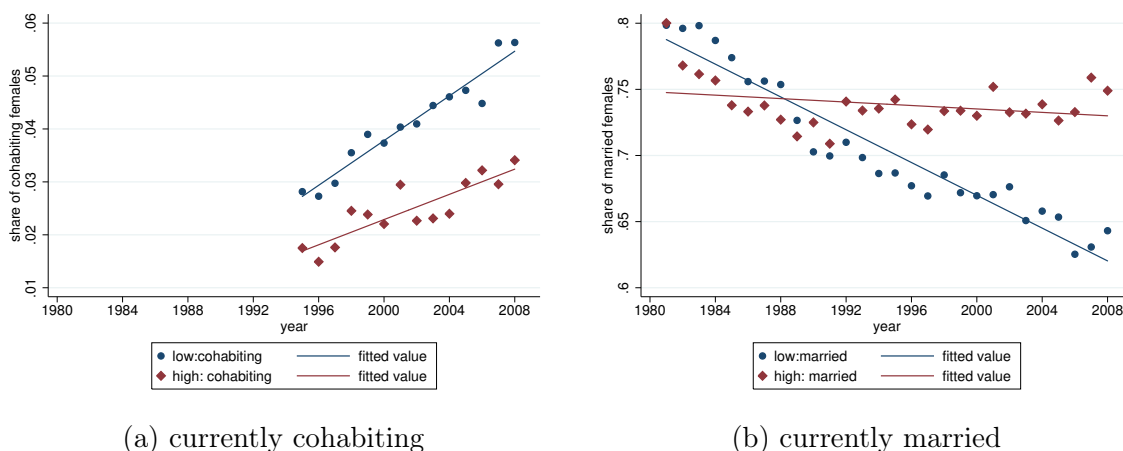 share of cohabiting females
.06
.05
.04
.03
.02
.01
1980 1984 1988 1992 1996 2000 2004 2008
year
low:cohabiting fitted value
high: cohabiting fitted value
(a) currently cohabiting
share of married females
.8
.75
.7
.65
.6
1980 1984 1988 1992 1996 2000 2004 2008
year
low:married fitted value
high: married fitted value
(b) currently married